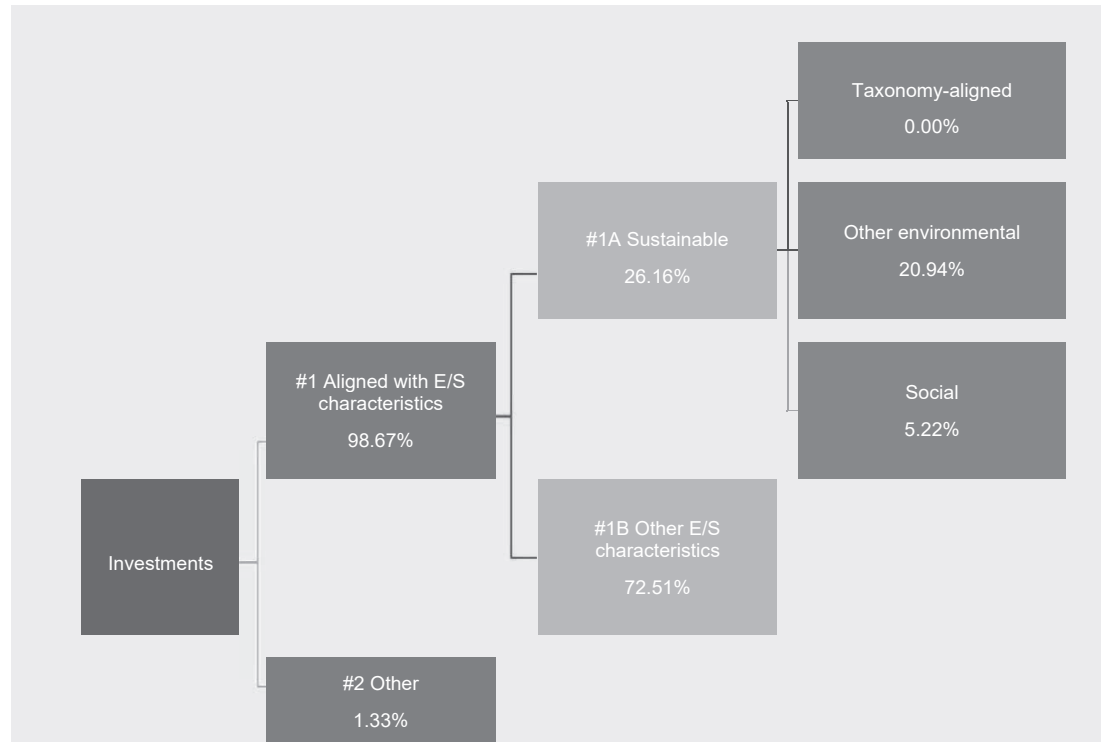 Taxonomy-aligned
0.00%
#1A Sustainable
26.16%
Other environmental
20.94%
#1 Aligned with E/S
characteristics
98.67%
Social
5.22%
Investments
#1B Other E/S
characteristics
72.51%
#2 Other
1.33%